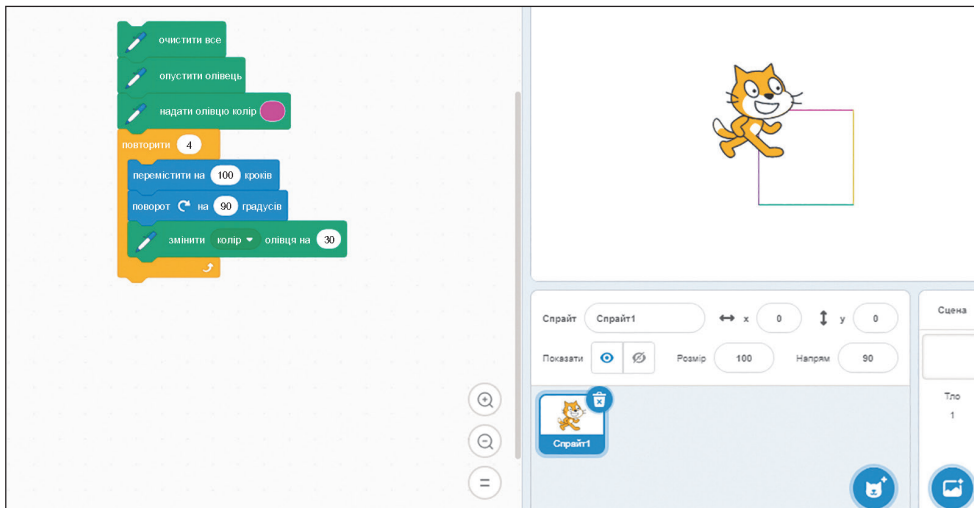 очистити все
опустити олівець
надати олівцю колір
повторити 4
перемістити на 100 кроків
поворот на 90 градусів
змінити колір олівця на 30
Спрайт Спрайт1 x 0 y 0
Показати Розмір 100 Напрям 90
Спрайт1
Сцена
Тло
1